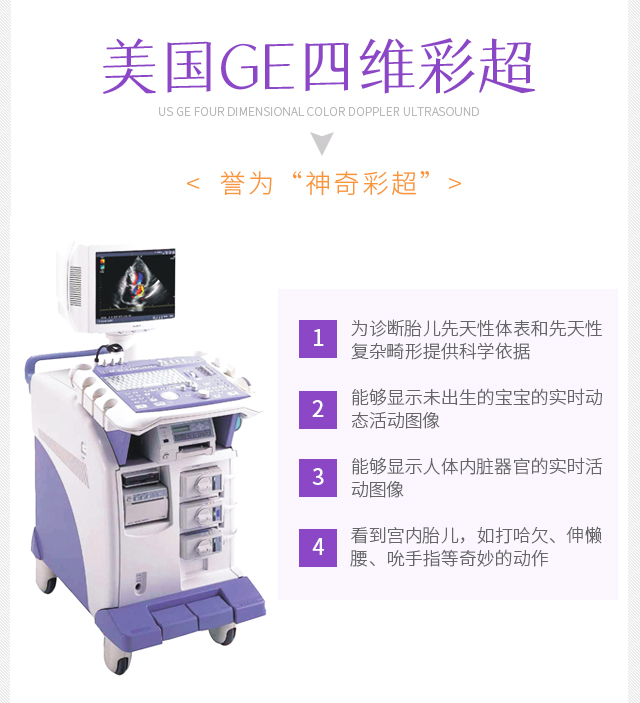 美国GE四维彩超
US GE FOUR DIMENSIONAL COLOR DOPPLER ULTRASOUND
< 誉为“神奇彩超” >
1 为诊断胎儿先天性体表和先天性
复杂畸形提供科学依据
2 能够显示未出生的宝宝的实时动
态活动图像
3 能够显示人体内脏器官的实时活
动图像
4 看到宫内胎儿，如打哈欠、伸懒
腰、吮手指等奇妙的动作